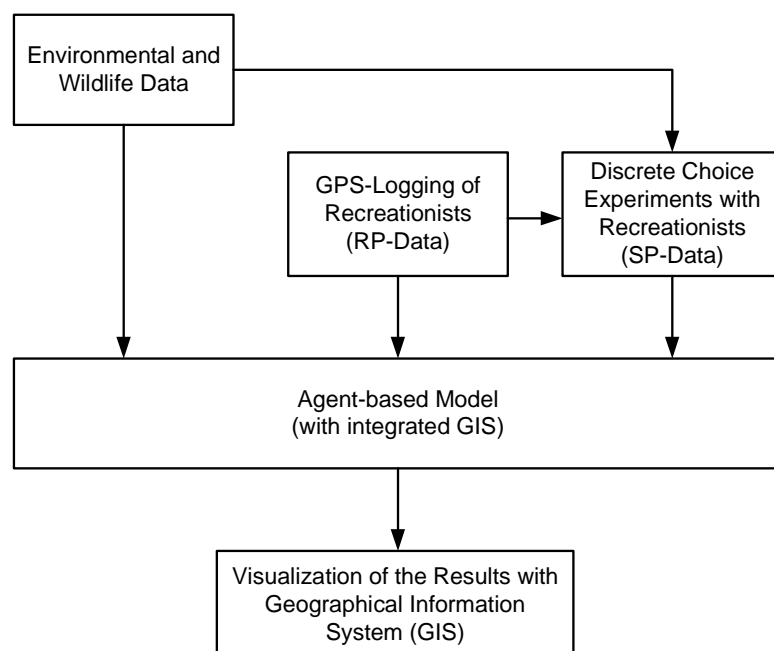 Environmental and
Wildlife Data
GPS-Logging of
Recreationists
(RP-Data)
Discrete Choice
Experiments with
Recreationists
(SP-Data)
Agent-based Model
(with integrated GIS)
Visualization of the Results with
Geographical Information
System (GIS)